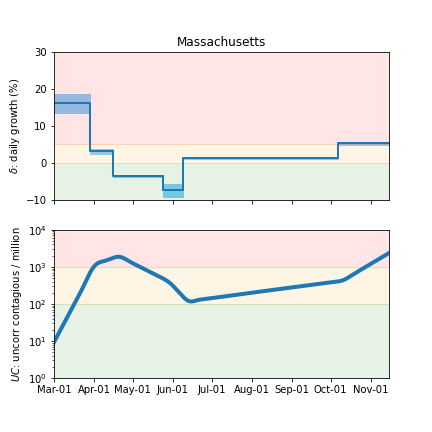 Massachusetts
δ: daily growth (%)
30
20
10
0
−10
UC: uncorr contagious / million
10⁴
10³
10²
10¹
10⁰
Mar-01 Apr-01 May-01 Jun-01 Jul-01 Aug-01 Sep-01 Oct-01 Nov-01